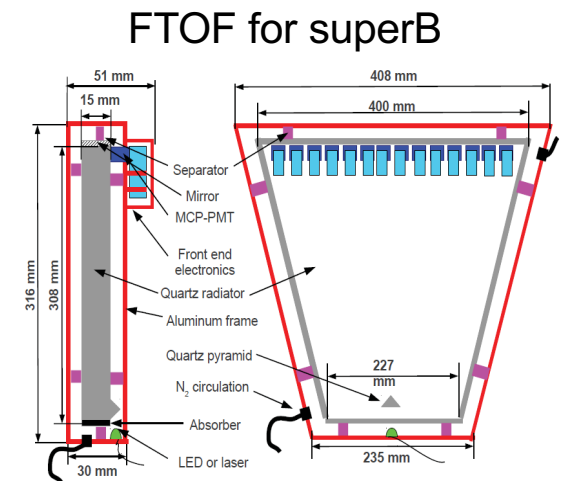 FTOF for superB
51 mm
408 mm
15 mm
400 mm
Separator
Mirror
MCP-PMT
Front end
electronics
316 mm
308 mm
Quartz radiator
Aluminum frame
Quartz pyramid
227
mm
N2 circulation
Absorber
LED or laser
235 mm
30 mm